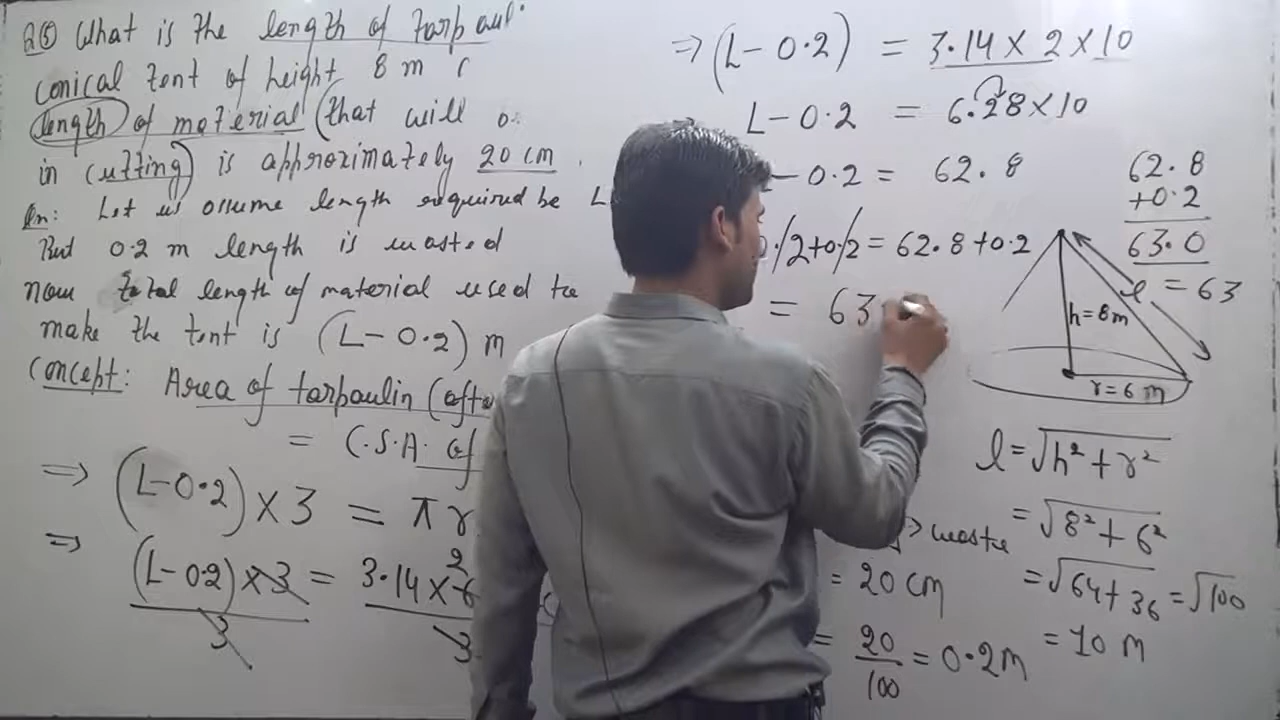 Q5 What is the length of tarpaul
conical tent of height 8 m
length of material (that will
in cutting) is approximately 20 cm.
Let us assume length required be L
But 0.2 m length is wasted
now total length of material used to
make the tent is (L-0.2) m
Concept: Area of tarpaulin (afte
= C.S.A. of
⇒ (L-0.2) × 3 = π r
⇒ (L-0.2) × 3 / 3 = 3.14 × 6 2 / 3
⇒ (L-0.2) = 3.14 × 2 × 10
L-0.2 = 6.28 × 10
-0.2 = 62.8
0.2 + 0.2 = 62.8 + 0.2
= 63
62.8
+0.2
63.0
l = 63
h = 8m
r = 6 m
l = √h² + r²
= √8² + 6²
= √64 + 36 = √100
= 10 m
= 20 cm
= 20/100 = 0.2m